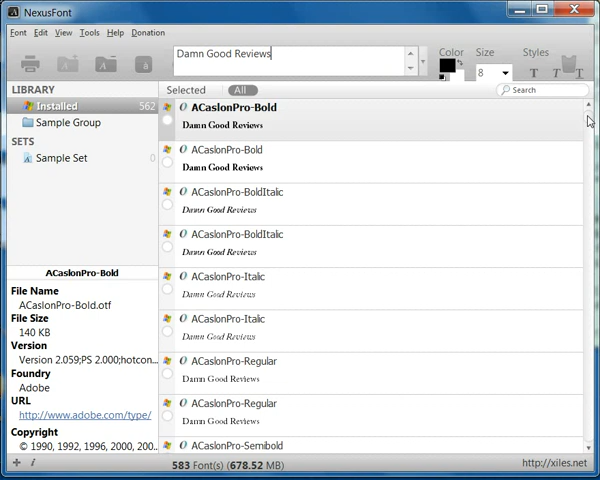 NexusFont
Font Edit View Tools Help Donation
Damn Good Reviews
Color Size Styles
8 T T T
a
LIBRARY
Selected All Search
Installed 562
Sample Group
SETS
Sample Set 0
ACaslonPro-Bold
Damn Good Reviews
ACaslonPro-Bold
Damn Good Reviews
ACaslonPro-BoldItalic
Damn Good Reviews
ACaslonPro-BoldItalic
Damn Good Reviews
ACaslonPro-Italic
Damn Good Reviews
ACaslonPro-Italic
Damn Good Reviews
ACaslonPro-Regular
Damn Good Reviews
ACaslonPro-Regular
Damn Good Reviews
ACaslonPro-Semibold
ACaslonPro-Bold
File Name
ACaslonPro-Bold.otf
File Size
140 KB
Version
Version 2.059;PS 2.000;hotcon...
Foundry
Adobe
URL
http://www.adobe.com/type/
Copyright
© 1990, 1992, 1996, 2000, 200...
583 Font(s) (678.52 MB)
http://xiles.net